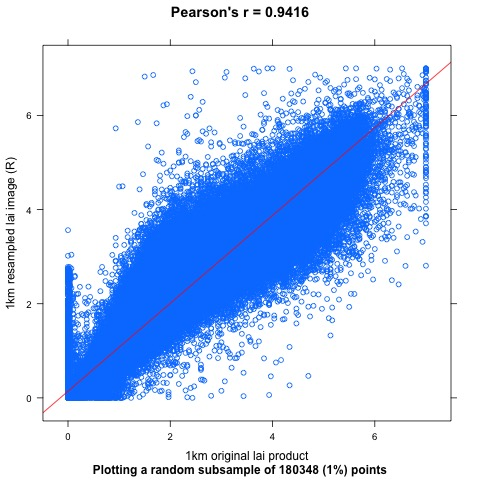 Pearson's r = 0.9416
6
4
2
0
1km resampled lai image (R)
0 2 4 6
1km original lai product
Plotting a random subsample of 180348 (1%) points